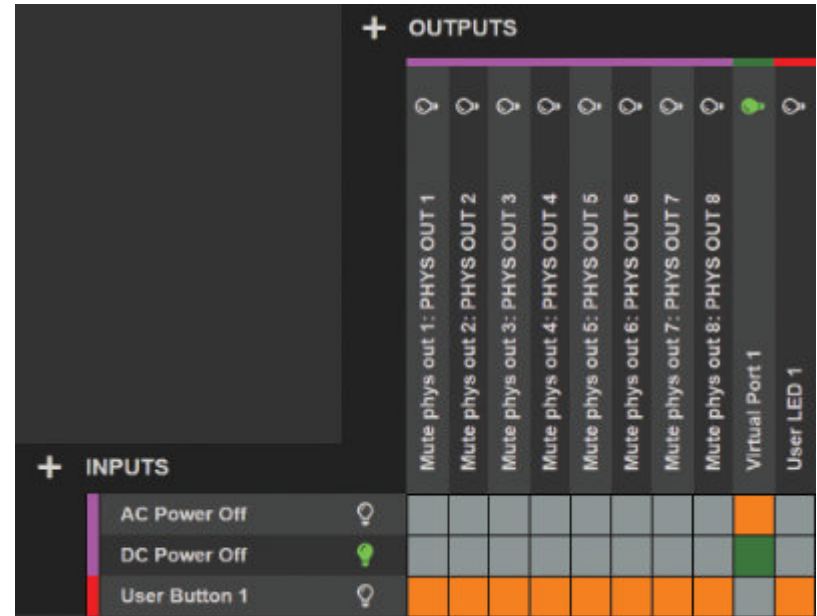 + OUTPUTS
Mute phys out 1: PHYS OUT 1
Mute phys out 2: PHYS OUT 2
Mute phys out 3: PHYS OUT 3
Mute phys out 4: PHYS OUT 4
Mute phys out 5: PHYS OUT 5
Mute phys out 6: PHYS OUT 6
Mute phys out 7: PHYS OUT 7
Mute phys out 8: PHYS OUT 8
Virtual Port 1
User LED 1
+ INPUTS
AC Power Off
DC Power Off
User Button 1